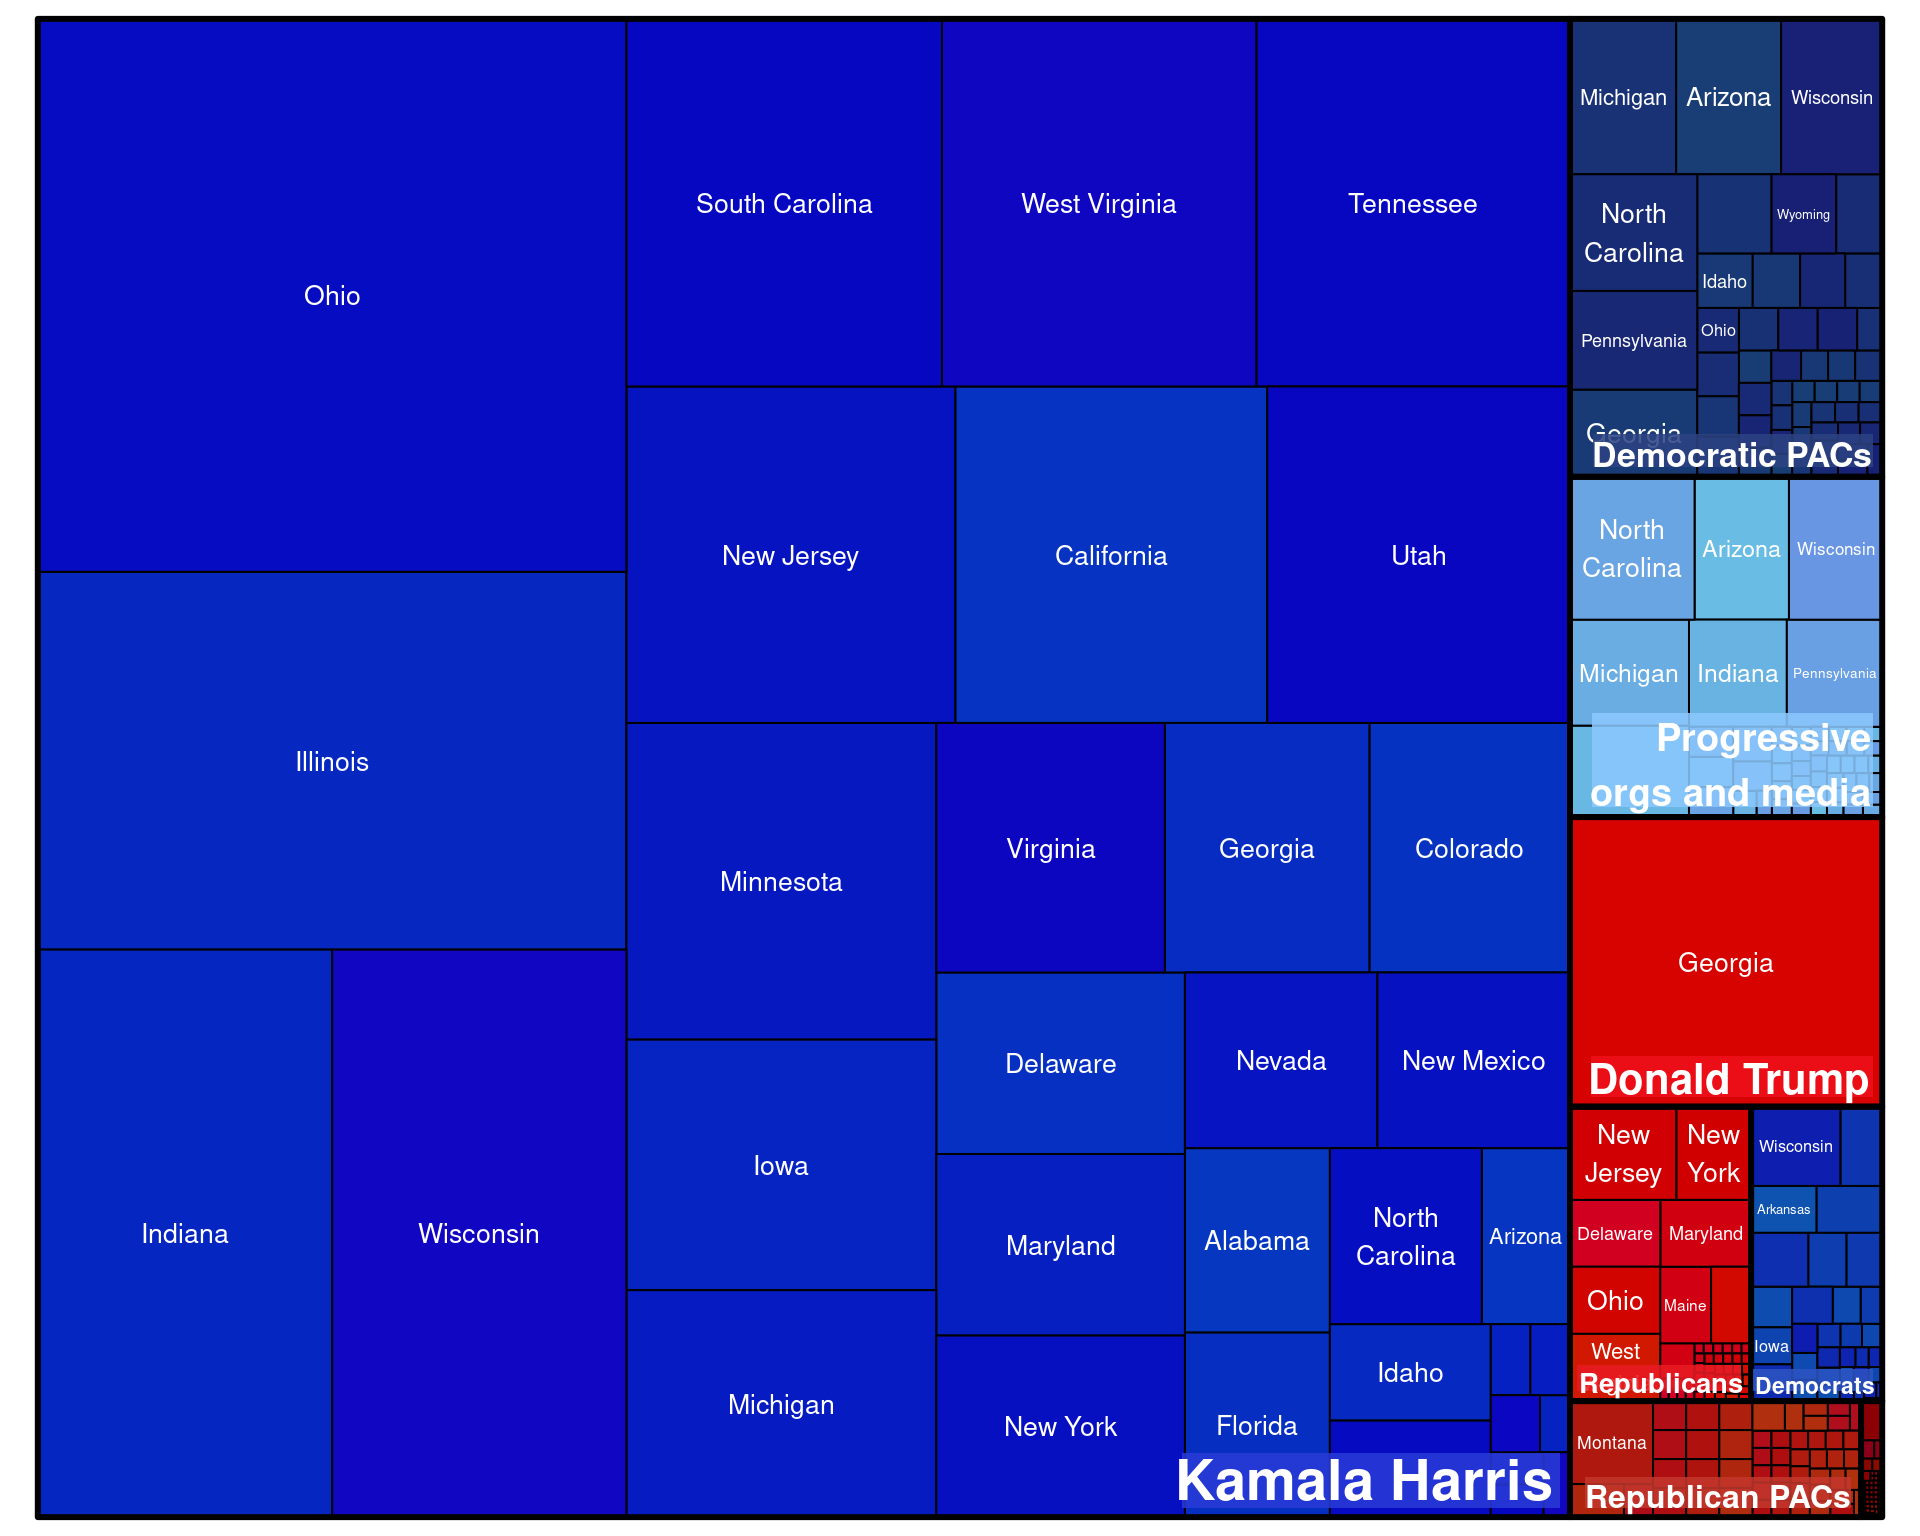 Ohio
Illinois
Indiana
Wisconsin
South Carolina
West Virginia
Tennessee
New Jersey
California
Utah
Minnesota
Iowa
Michigan
Virginia
Georgia
Colorado
Delaware
Maryland
New York
Nevada
New Mexico
Alabama
Florida
North
Carolina
Arizona
Idaho
Kamala Harris
Michigan
Arizona
Wisconsin
North
Carolina
Pennsylvania
Georgia
Wyoming
Idaho
Ohio
Democratic PACs
North
Carolina
Arizona
Wisconsin
Michigan
Indiana
Pennsylvania
Progressive
orgs and media
Georgia
Donald Trump
New
Jersey
New
York
Delaware
Maryland
Ohio
Maine
West
Republicans
Wisconsin
Arkansas
Iowa
Democrats
Montana
Republican PACs